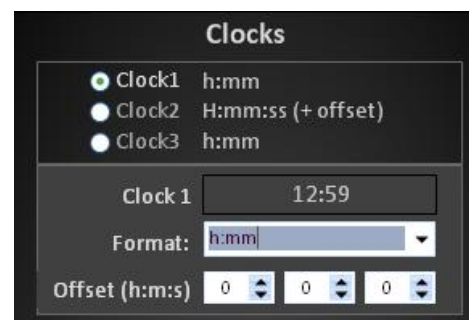 Clocks
Clock1 h:mm
Clock2 H:mm:ss (+ offset)
Clock3 h:mm
Clock 1 12:59
Format: h:mm
Offset (h:m:s) 0 0 0